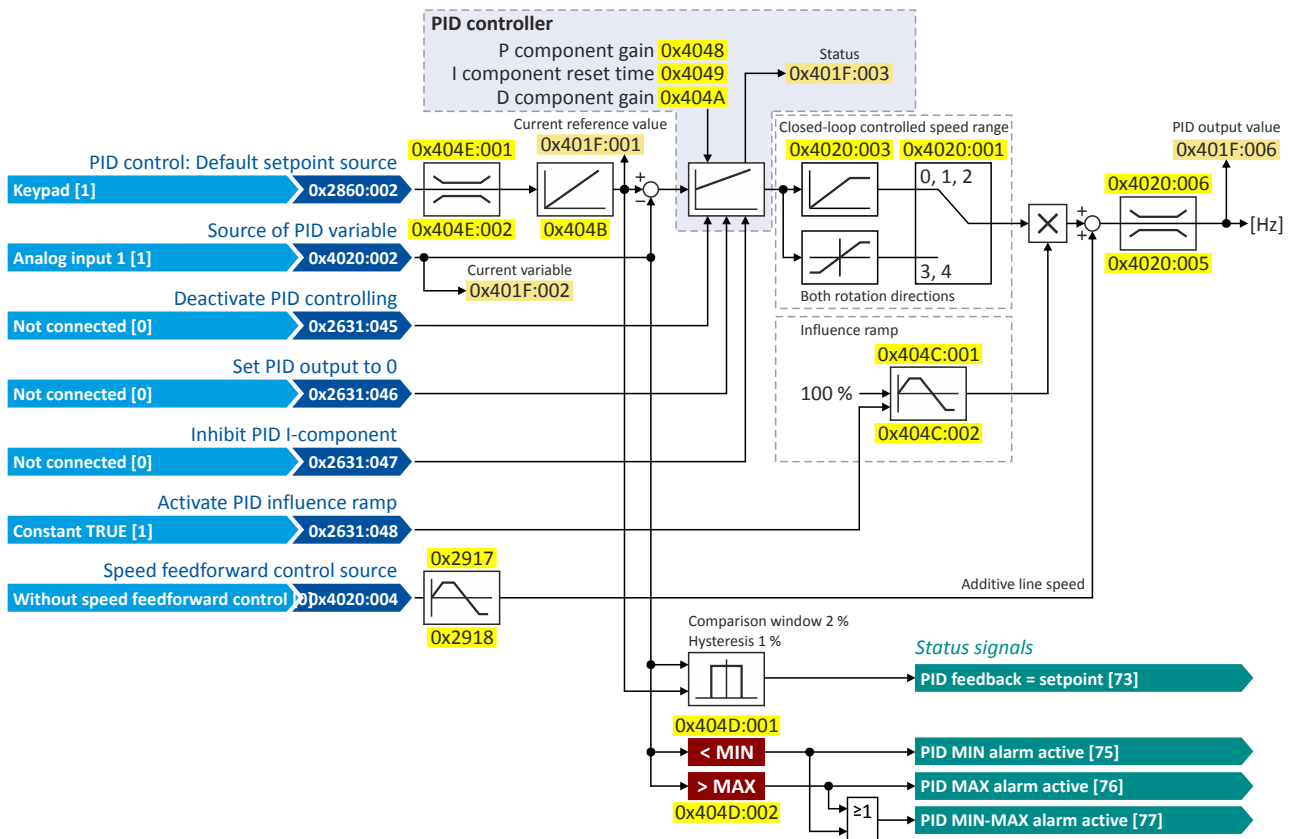 PID controller
P component gain 0x4048
I component reset time 0x4049
D component gain 0x404A
Status
0x401F:003
Current reference value
0x401F:001
Closed-loop controlled speed range
0x4020:003 0x4020:001
PID output value
0x401F:006
PID control: Default setpoint source
Keypad [1] 0x2860:002
0x404E:001
0x404E:002
0x404B
+
−
0, 1, 2
3, 4
Both rotation directions
×
+
+
0x4020:006
0x4020:005
[Hz]
Source of PID variable
Analog input 1 [1] 0x4020:002
Current variable
0x401F:002
Deactivate PID controlling
Not connected [0] 0x2631:045
Influence ramp
0x404C:001
100 %
0x404C:002
Set PID output to 0
Not connected [0] 0x2631:046
Inhibit PID I-component
Not connected [0] 0x2631:047
Activate PID influence ramp
Constant TRUE [1] 0x2631:048
Speed feedforward control source
Without speed feedforward control [0] 0x4020:004
0x2917
0x2918
Additive line speed
Comparison window 2 %
Hysteresis 1 %
Status signals
PID feedback = setpoint [73]
0x404D:001
< MIN
PID MIN alarm active [75]
> MAX
PID MAX alarm active [76]
0x404D:002
≥1
PID MIN-MAX alarm active [77]